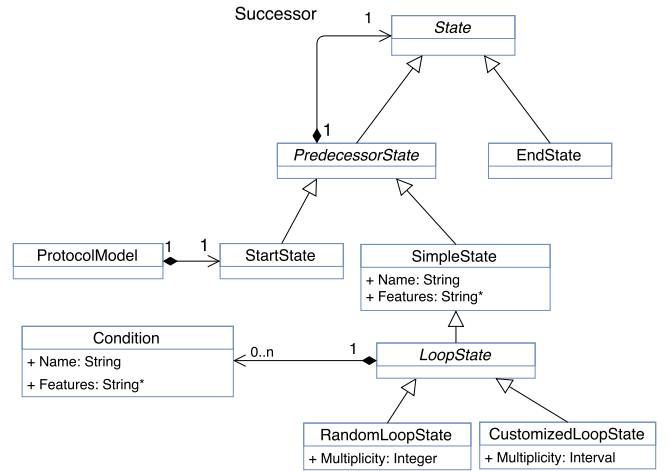 Successor
1
State
1
PredecessorState
EndState
ProtocolModel
1
1
StartState
SimpleState
+ Name: String
+ Features: String*
Condition
+ Name: String
+ Features: String*
0..n
1
LoopState
RandomLoopState
+ Multiplicity: Integer
CustomizedLoopState
+ Multiplicity: Interval